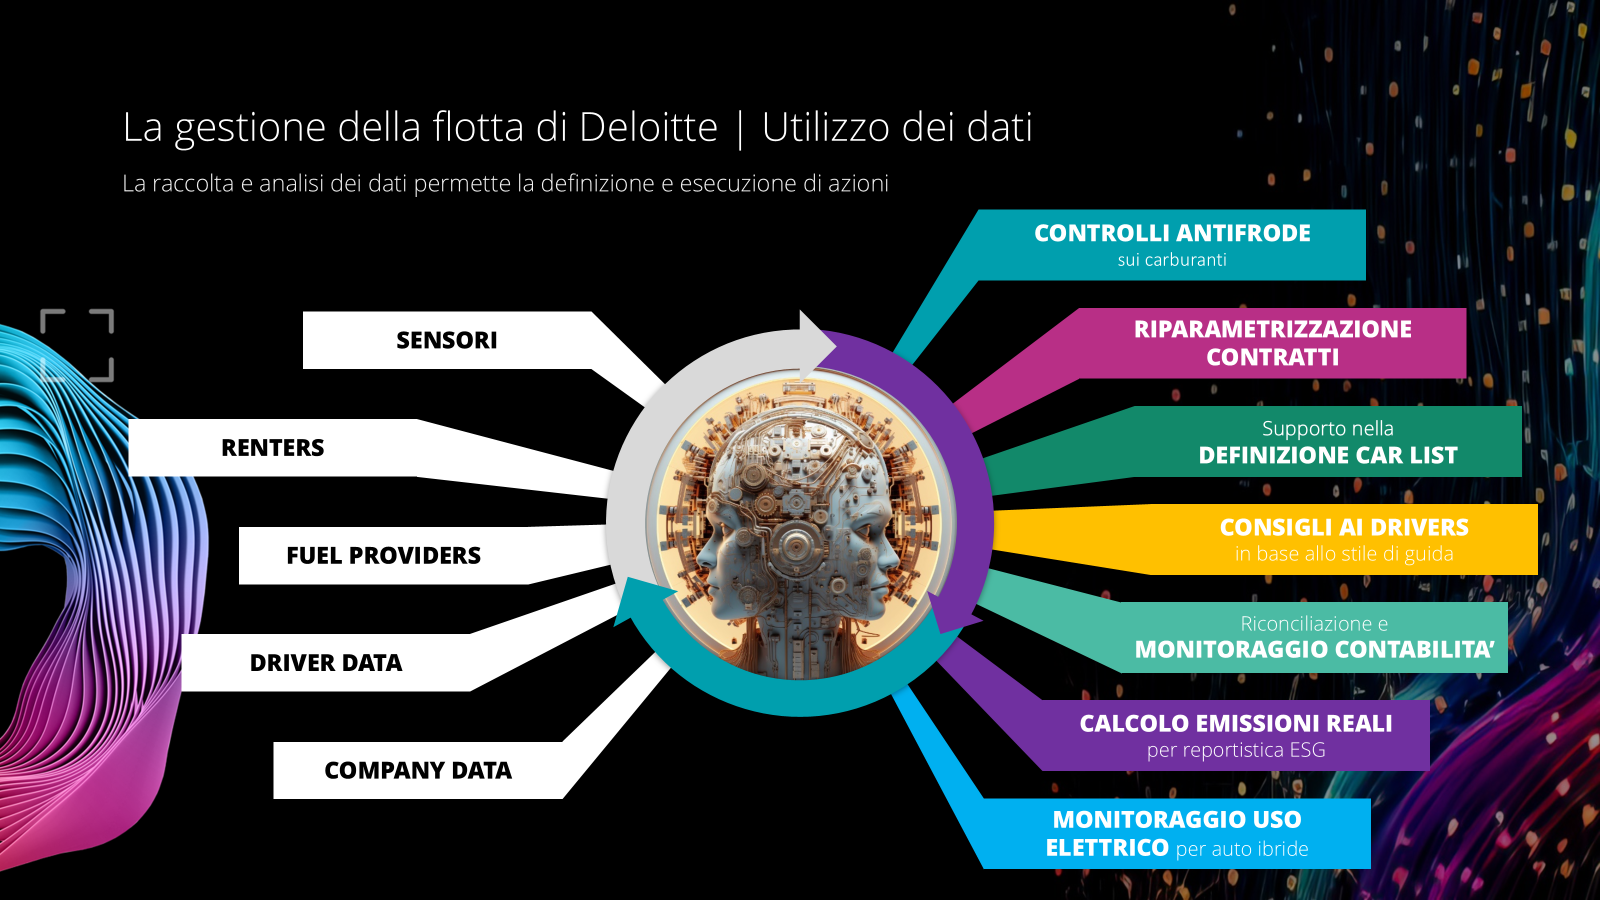 La gestione della flotta di Deloitte | Utilizzo dei dati
La raccolta e analisi dei dati permette la definizione e esecuzione di azioni
SENSORI
RENTERS
FUEL PROVIDERS
DRIVER DATA
COMPANY DATA
CONTROLLI ANTIFRODE
sui carburanti
RIPARAMETRIZZAZIONE
CONTRATTI
Supporto nella
DEFINIZIONE CAR LIST
CONSIGLI AI DRIVERS
in base allo stile di guida
Riconciliazione e
MONITORAGGIO CONTABILITA’
CALCOLO EMISSIONI REALI
per reportistica ESG
MONITORAGGIO USO
ELETTRICO per auto ibride